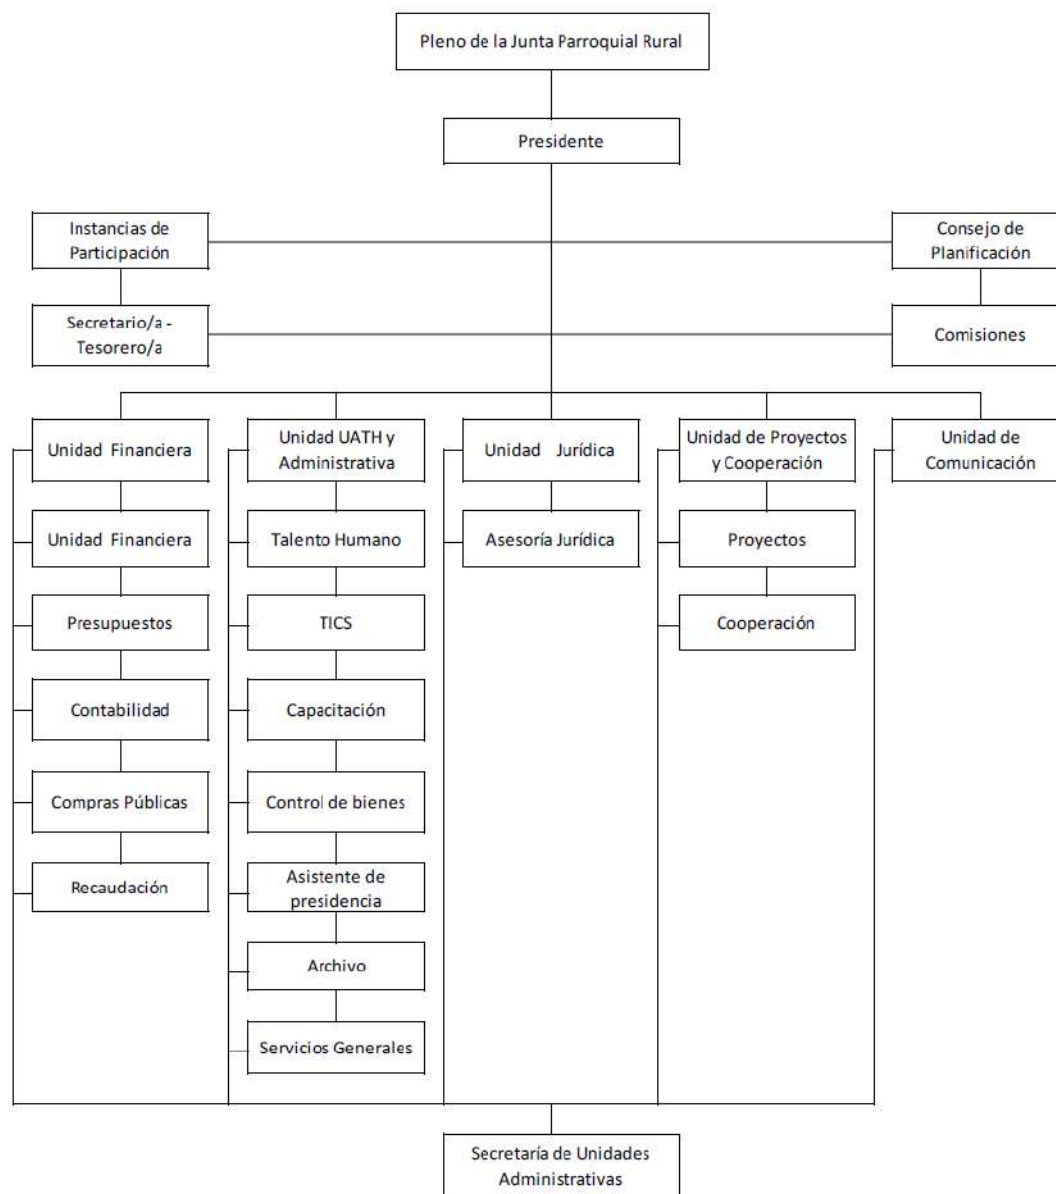 Pleno de la Junta Parroquial Rural
Presidente
Instancias de
Participación
Consejo de
Planificación
Secretario/a -
Tesorero/a
Comisiones
Unidad Financiera
Unidad UATH y
Administrativa
Unidad Jurídica
Unidad de Proyectos
y Cooperación
Unidad de
Comunicación
Unidad Financiera
Talento Humano
Asesoría Jurídica
Proyectos
Presupuestos
TICS
Cooperación
Contabilidad
Capacitación
Compras Públicas
Control de bienes
Recaudación
Asistente de
presidencia
Archivo
Servicios Generales
Secretaría de Unidades
Administrativas